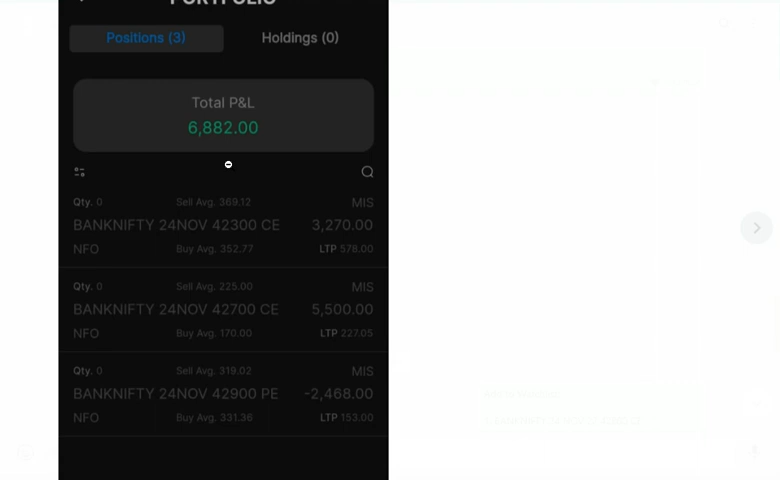 PORTFOLIO
Positions (3) Holdings (0)
Total P&L
6,882.00
Qty. 0 Sell Avg. 369.12 MIS
BANKNIFTY 24NOV 42300 CE 3,270.00
NFO Buy Avg. 352.77 LTP 578.00
Qty. 0 Sell Avg. 225.00 MIS
BANKNIFTY 24NOV 42700 CE 5,500.00
NFO Buy Avg. 170.00 LTP 227.05
Qty. 0 Sell Avg. 319.02 MIS
BANKNIFTY 24NOV 42900 PE -2,468.00
NFO Buy Avg. 331.36 LTP 153.00